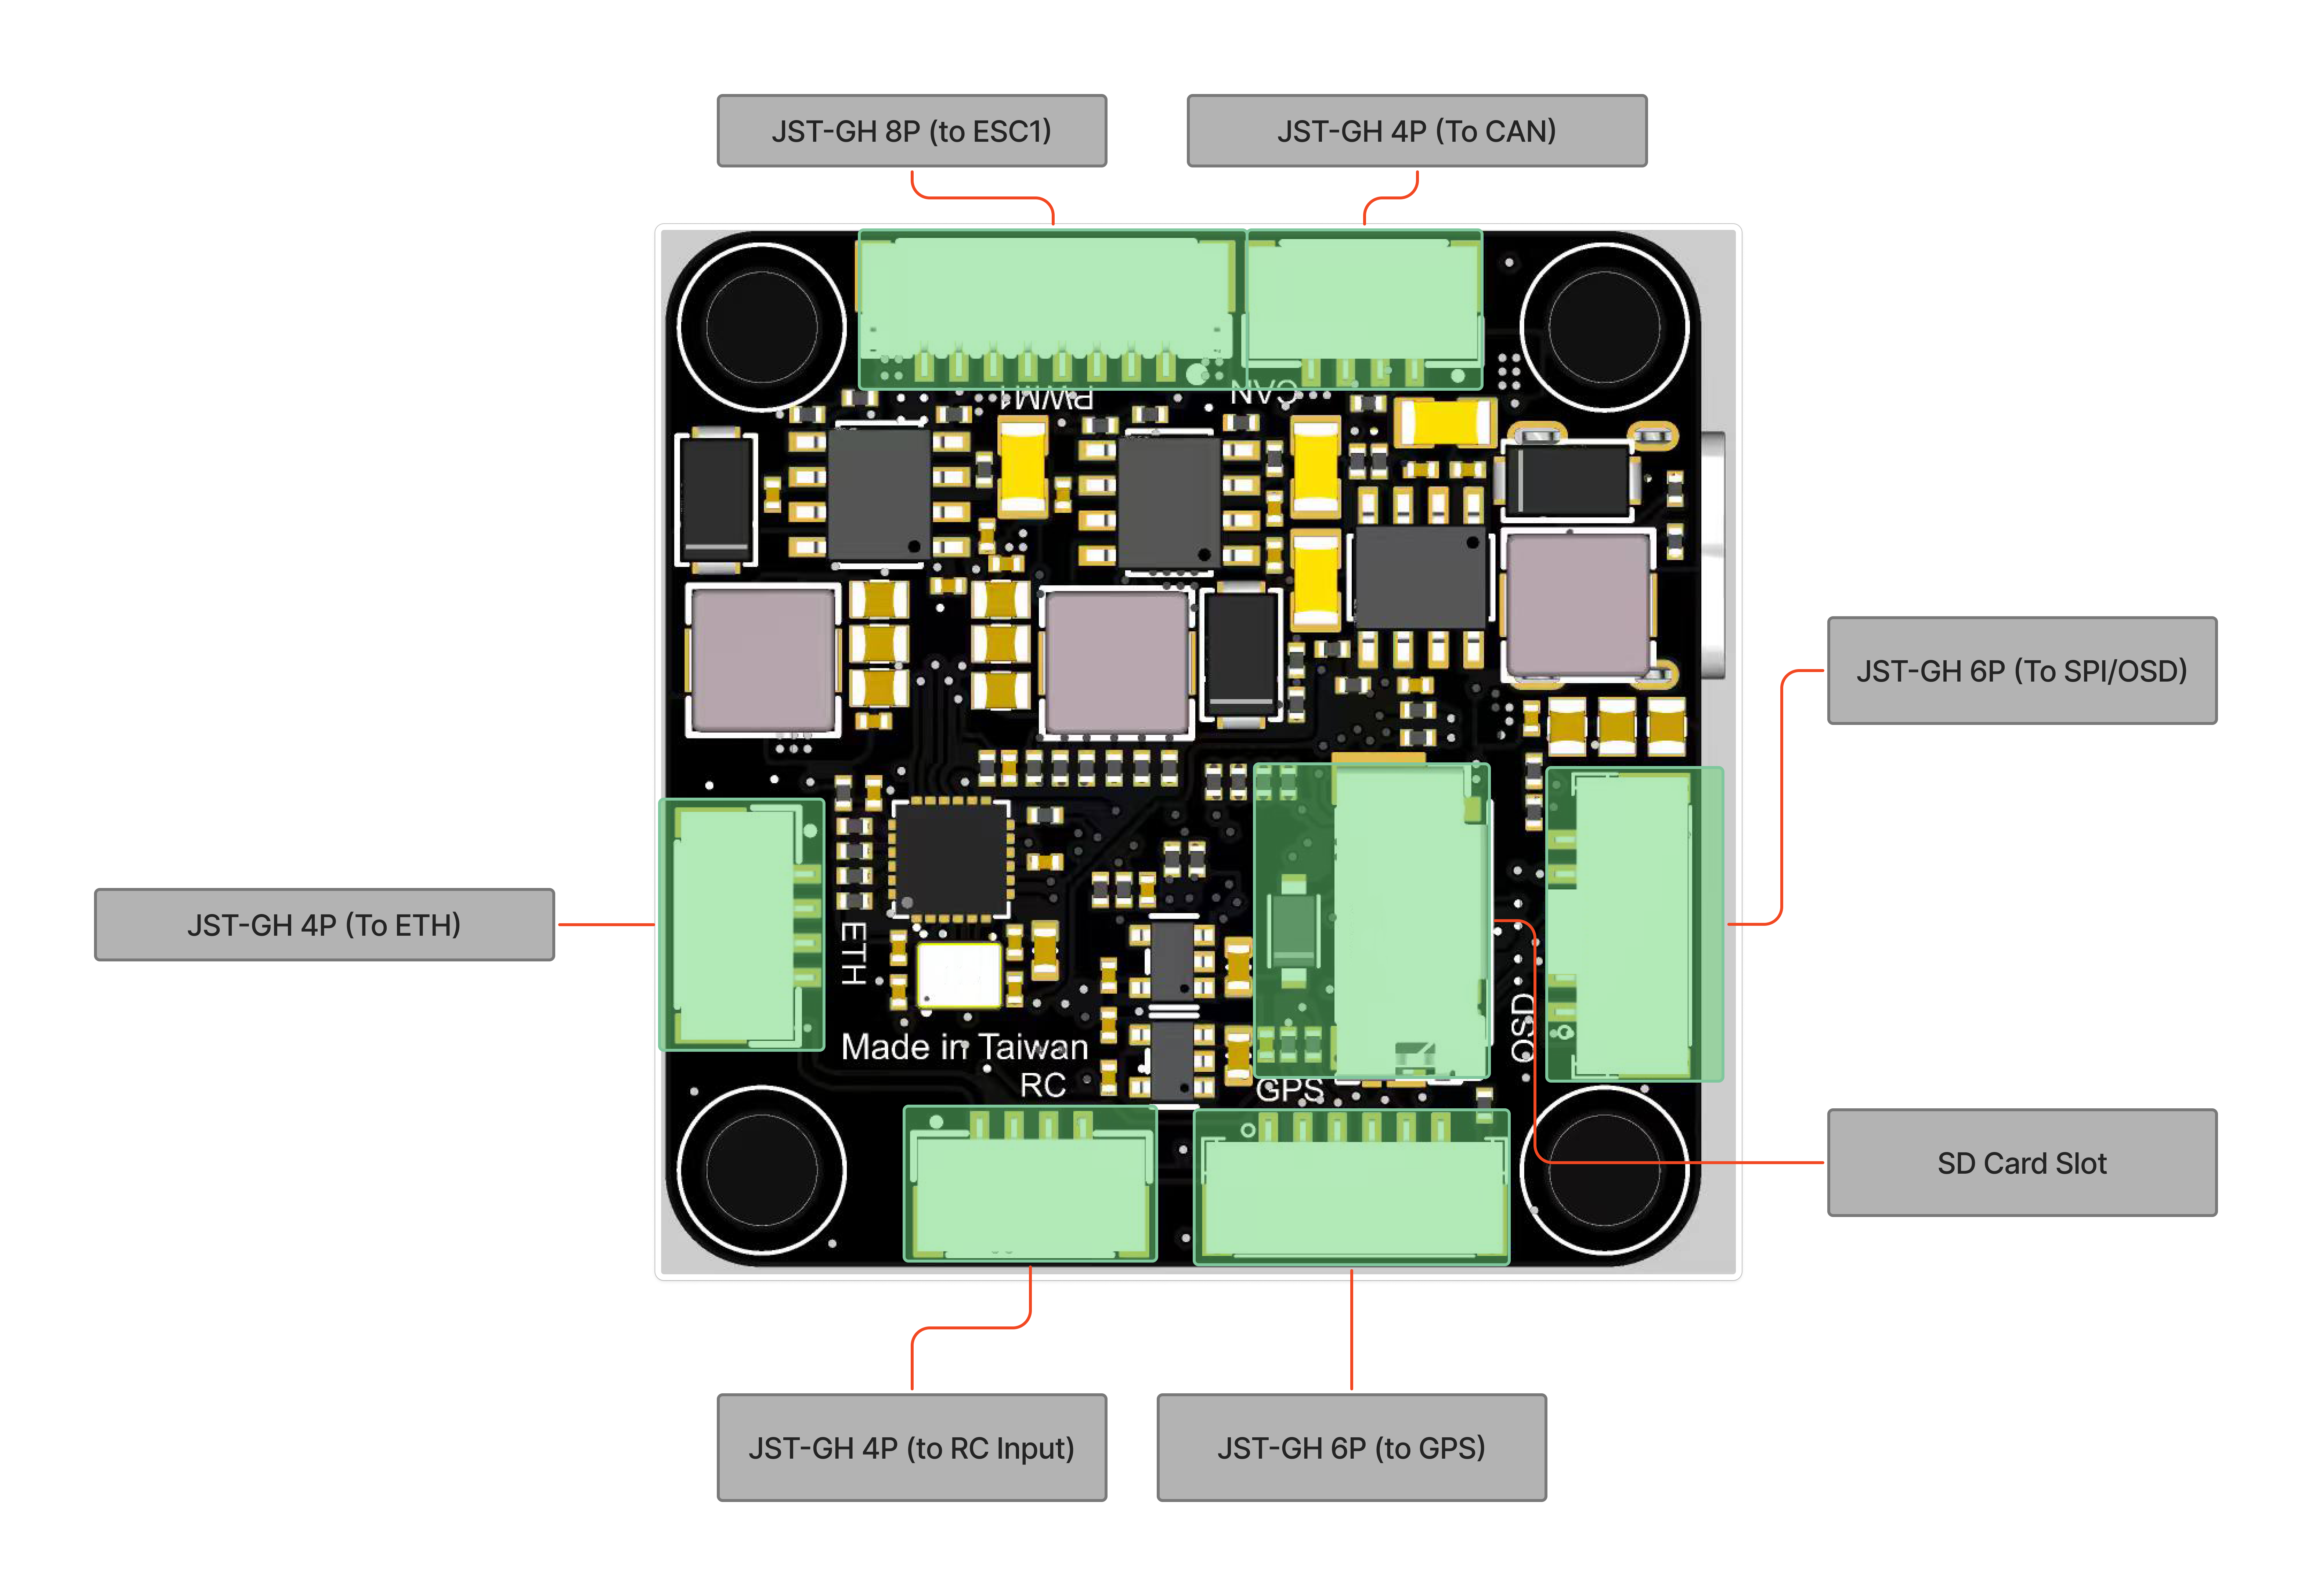 JST-GH 8P (to ESC1)
JST-GH 4P (To CAN)
PWM1
CAN
JST-GH 6P (To SPI/OSD)
JST-GH 4P (To ETH)
ETH
OSD
Made in Taiwan
RC
GPS
SD Card Slot
JST-GH 4P (to RC Input)
JST-GH 6P (to GPS)